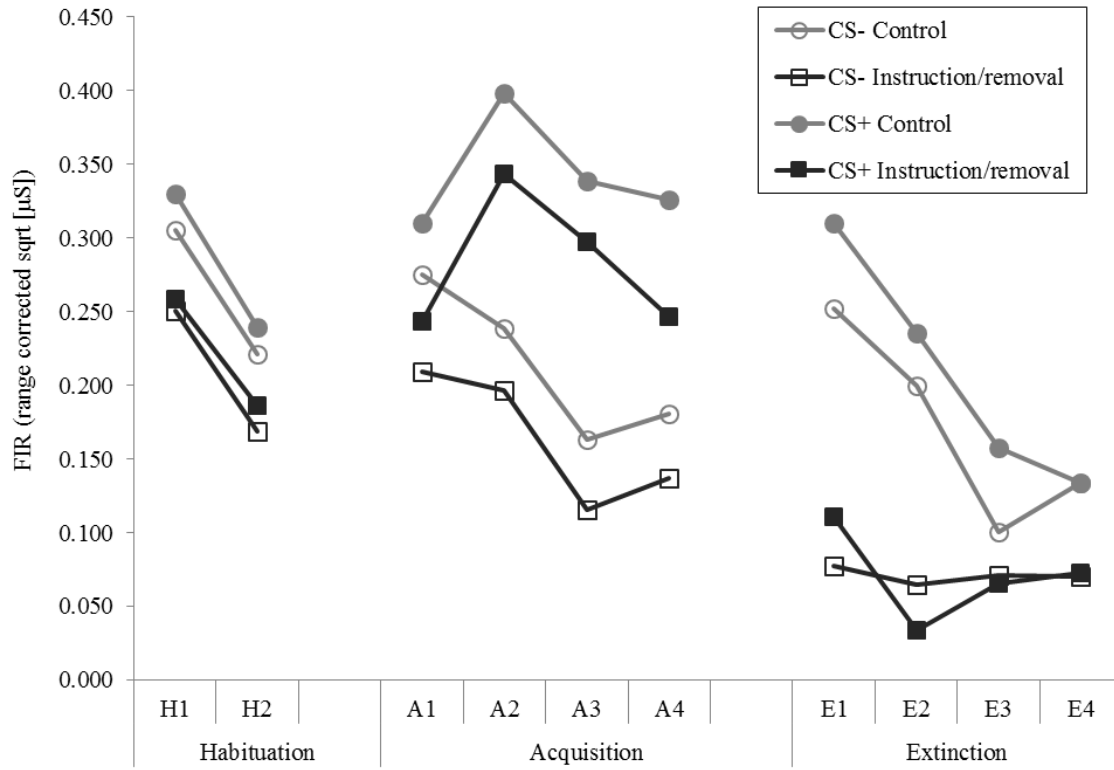 0.450
0.400
0.350
0.300
0.250
0.200
0.150
0.100
0.050
0.000
FIR (range corrected sqrt [µS])
CS- Control
CS- Instruction/removal
CS+ Control
CS+ Instruction/removal
H1 H2 A1 A2 A3 A4 E1 E2 E3 E4
Habituation Acquisition Extinction